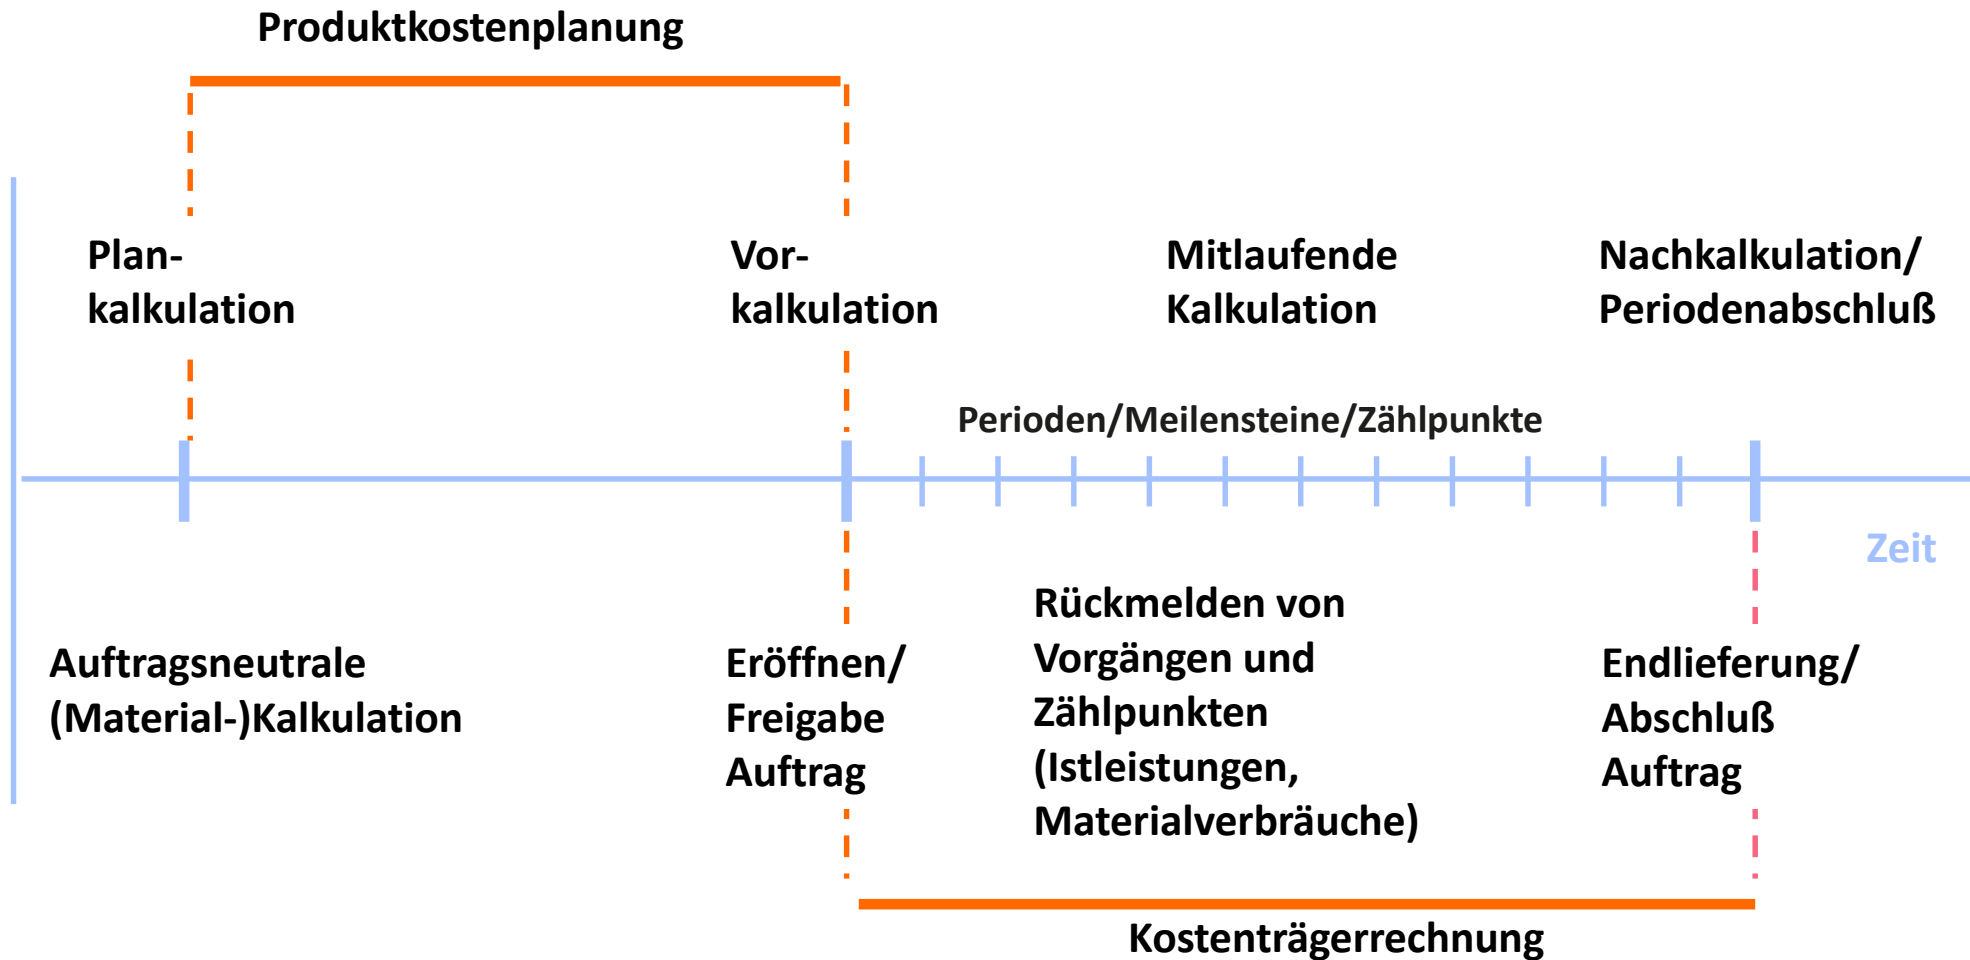 Produktkostenplanung
Plan-
kalkulation
Vor-
kalkulation
Mitlaufende
Kalkulation
Nachkalkulation/
Periodenabschluß
Perioden/Meilensteine/Zählpunkte
Zeit
Auftragsneutrale
(Material-)Kalkulation
Eröffnen/
Freigabe
Auftrag
Rückmelden von
Vorgängen und
Zählpunkten
(Istleistungen,
Materialverbräuche)
Endlieferung/
Abschluß
Auftrag
Kostenträgerrechnung